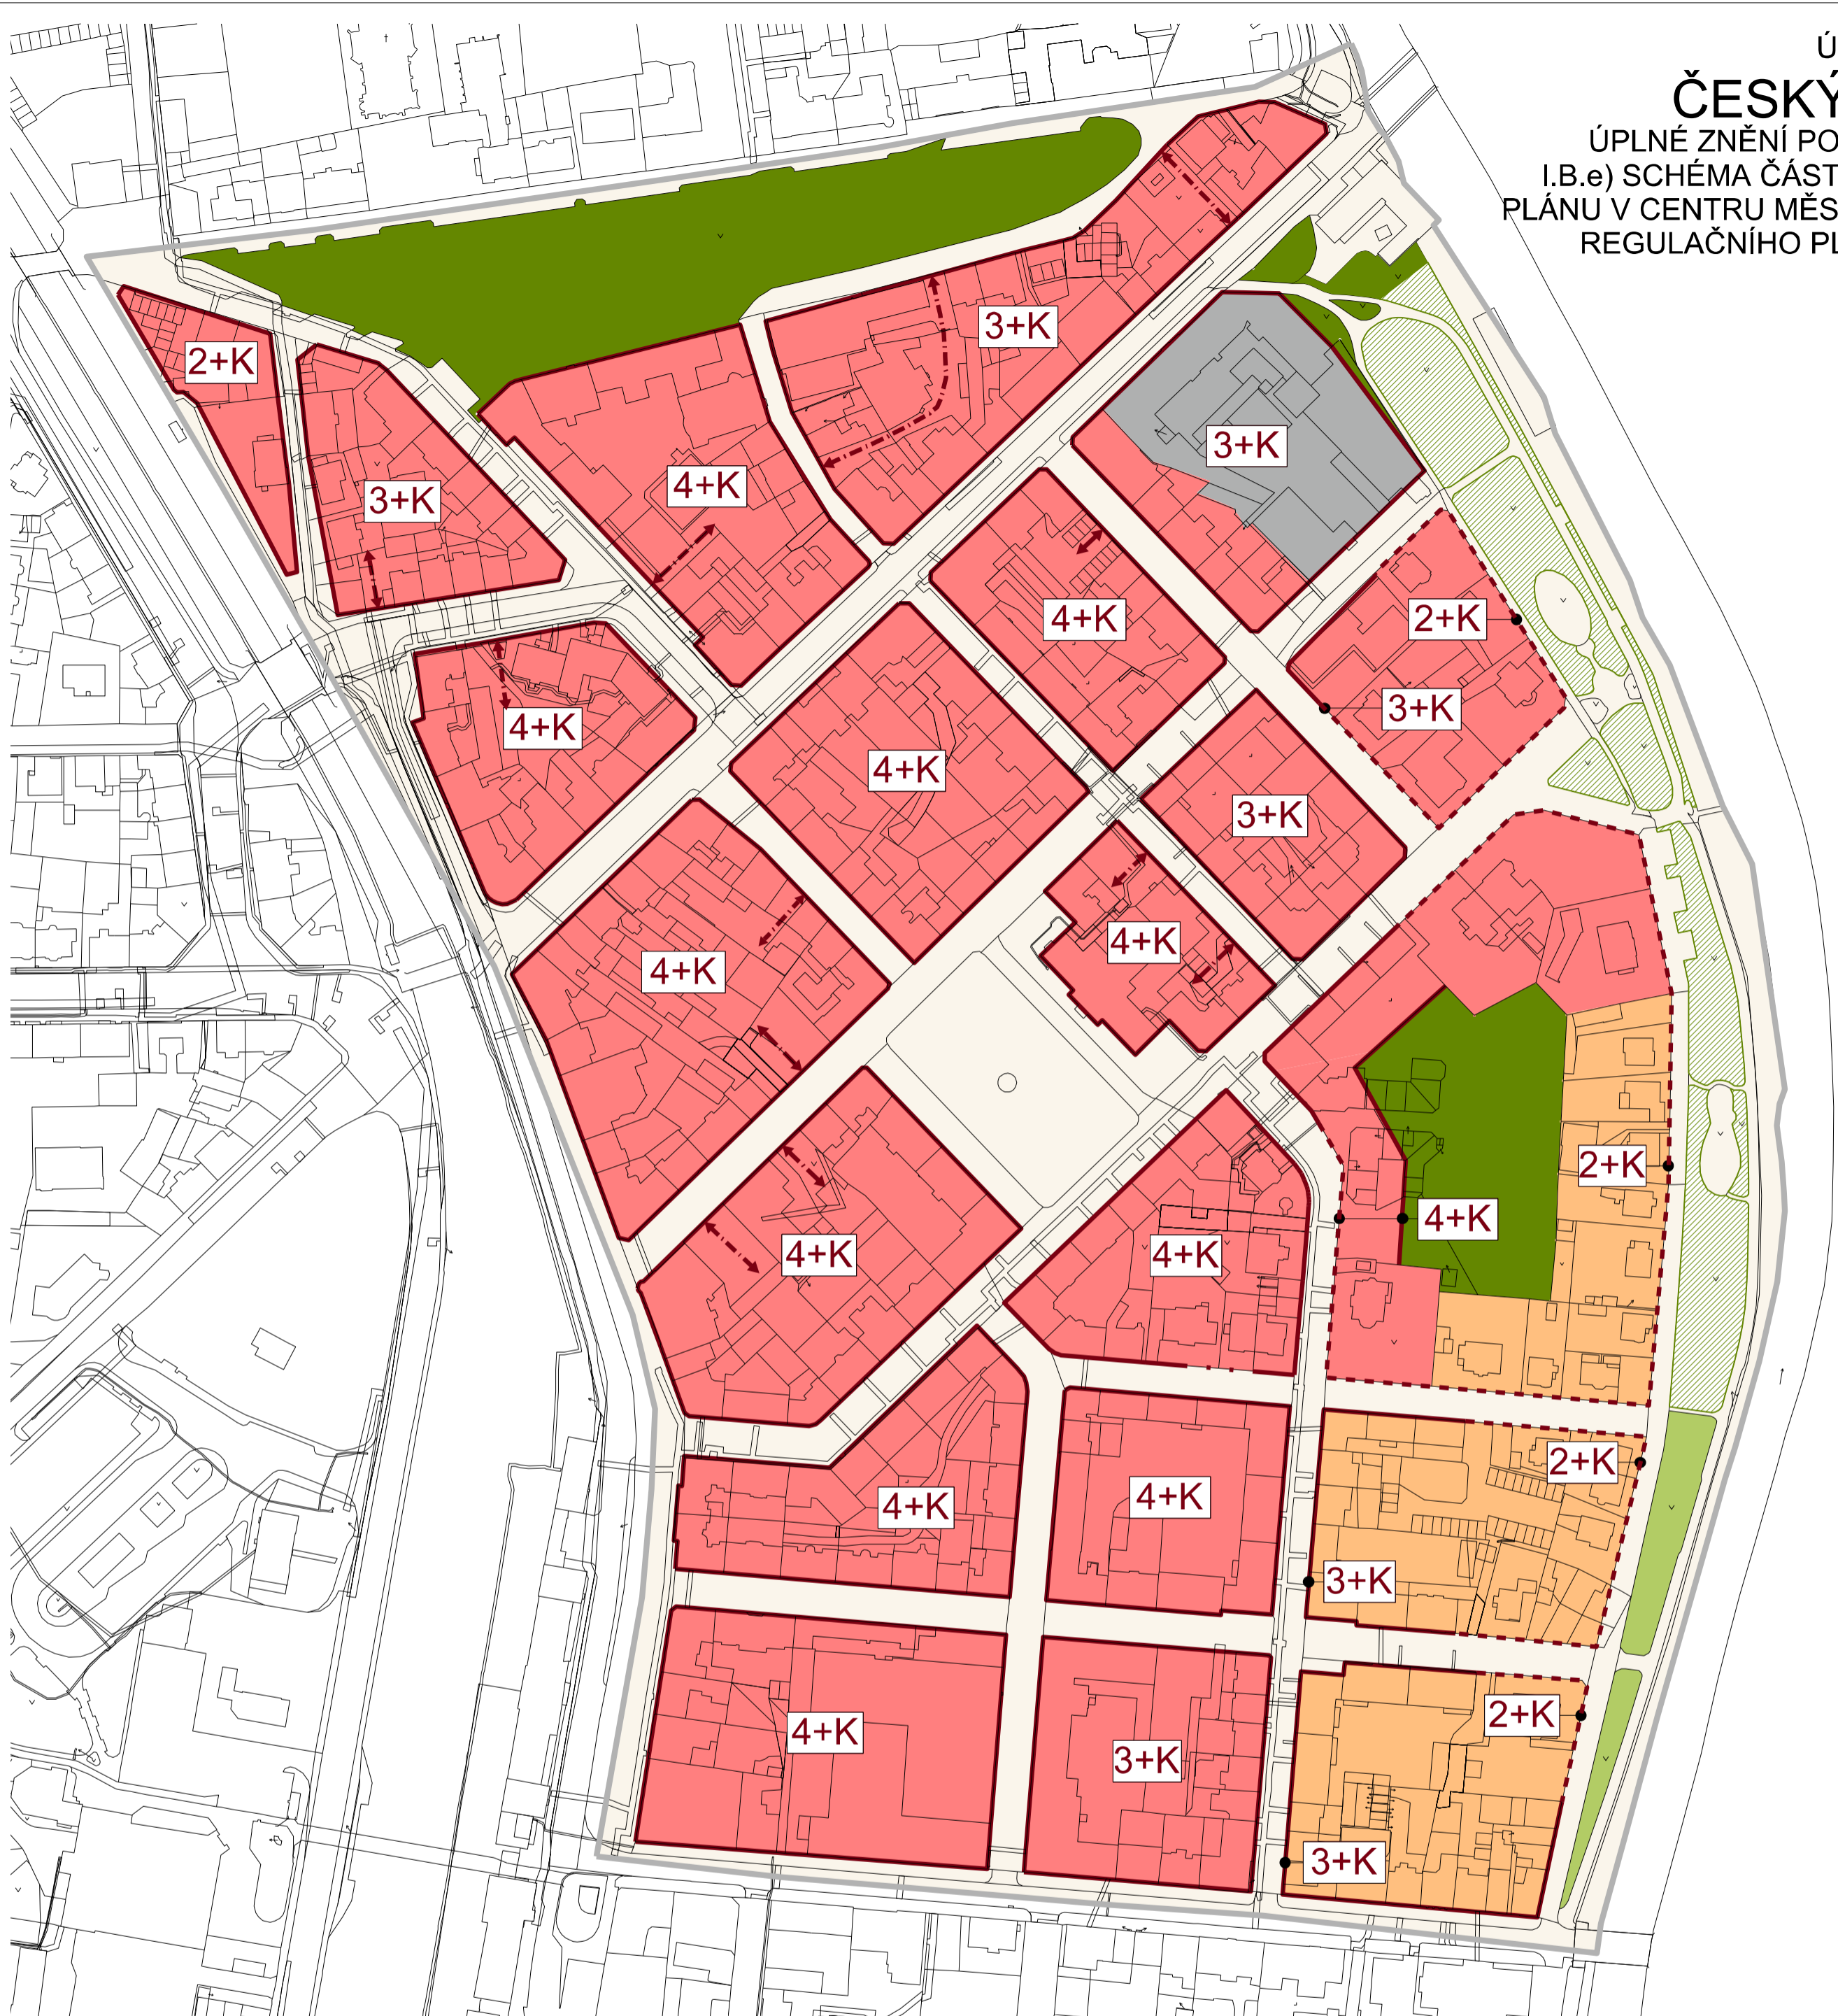 Ú
ČESKÝ
ÚPLNÉ ZNĚNÍ PO
I.B.e) SCHÉMA ČÁST
PLÁNU V CENTRU MĚS
REGULAČNÍHO PL
3+K
2+K
3+K
4+K
3+K
4+K
2+K
3+K
4+K
4+K
3+K
4+K
4+K
2+K
4+K
4+K
4+K
2+K
4+K
4+K
3+K
2+K
4+K
3+K
3+K